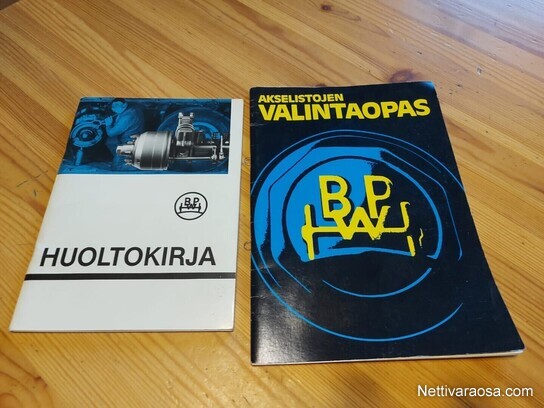 BPW
HUOLTOKIRJA
AKSELISTOJEN
VALINTAOPAS
BPW
Nettivaraosa.com